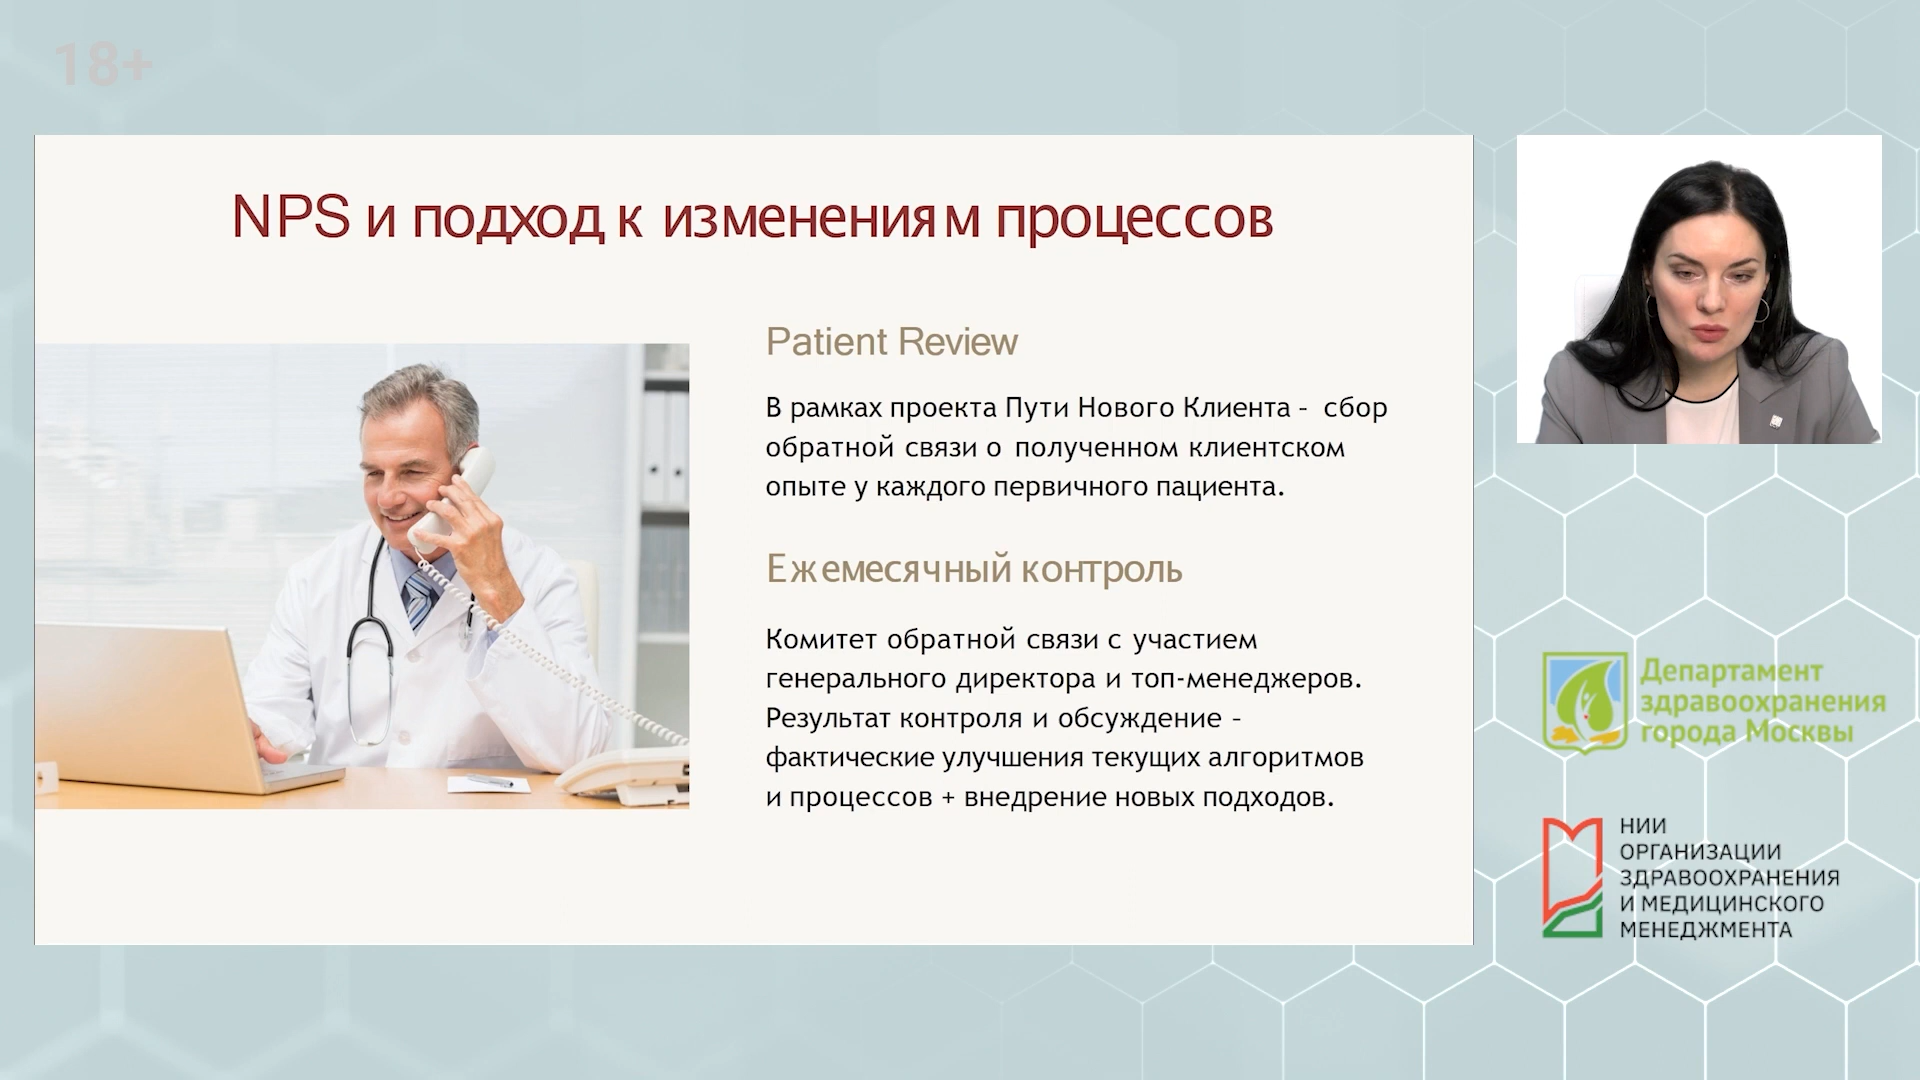 18+
NPS и подход к изменениям процессов
Patient Review
В рамках проекта Пути Нового Клиента - сбор
обратной связи о полученном клиентском
опыте у каждого первичного пациента.
Ежемесячный контроль
Комитет обратной связи с участием
генерального директора и топ-менеджеров.
Результат контроля и обсуждение -
фактические улучшения текущих алгоритмов
и процессов + внедрение новых подходов.
Департамент
здравоохранения
города Москвы
НИИ
ОРГАНИЗАЦИИ
ЗДРАВООХРАНЕНИЯ
И МЕДИЦИНСКОГО
МЕНЕДЖМЕНТА